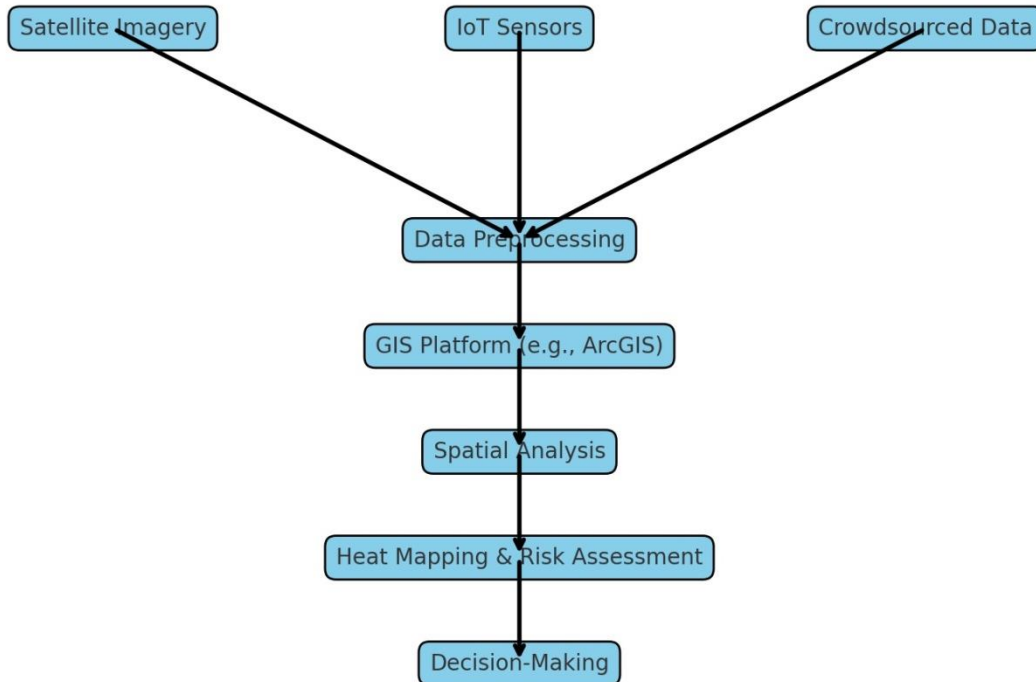 Satellite Imagery
IoT Sensors
Crowdsourced Data
Data Preprocessing
GIS Platform (e.g., ArcGIS)
Spatial Analysis
Heat Mapping & Risk Assessment
Decision-Making